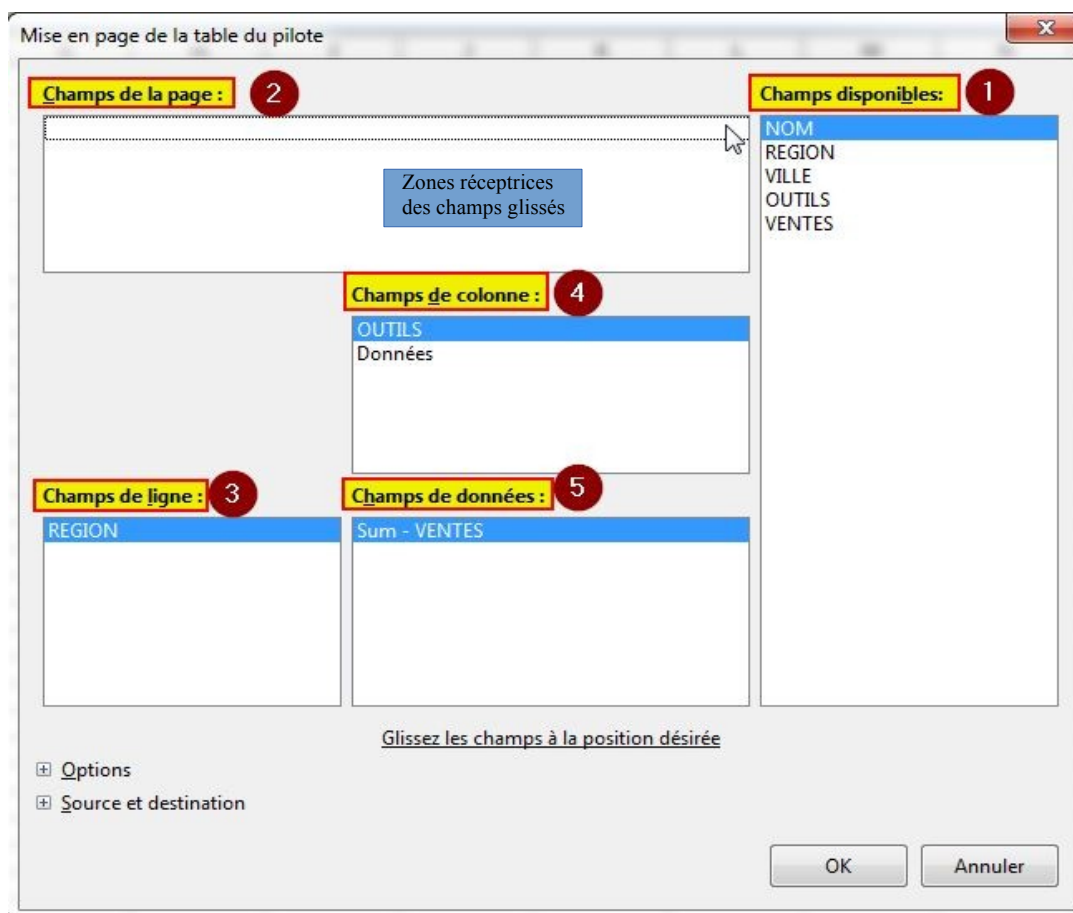 Mise en page de la table du pilote
Champs de la page :
2
Champs disponibles:
1
NOM
REGION
VILLE
OUTILS
VENTES
Zones réceptrices
des champs glissés
Champs de colonne :
4
OUTILS
Données
Champs de ligne :
3
REGION
Champs de données :
5
Sum - VENTES
Glissez les champs à la position désirée
Options
Source et destination
OK
Annuler